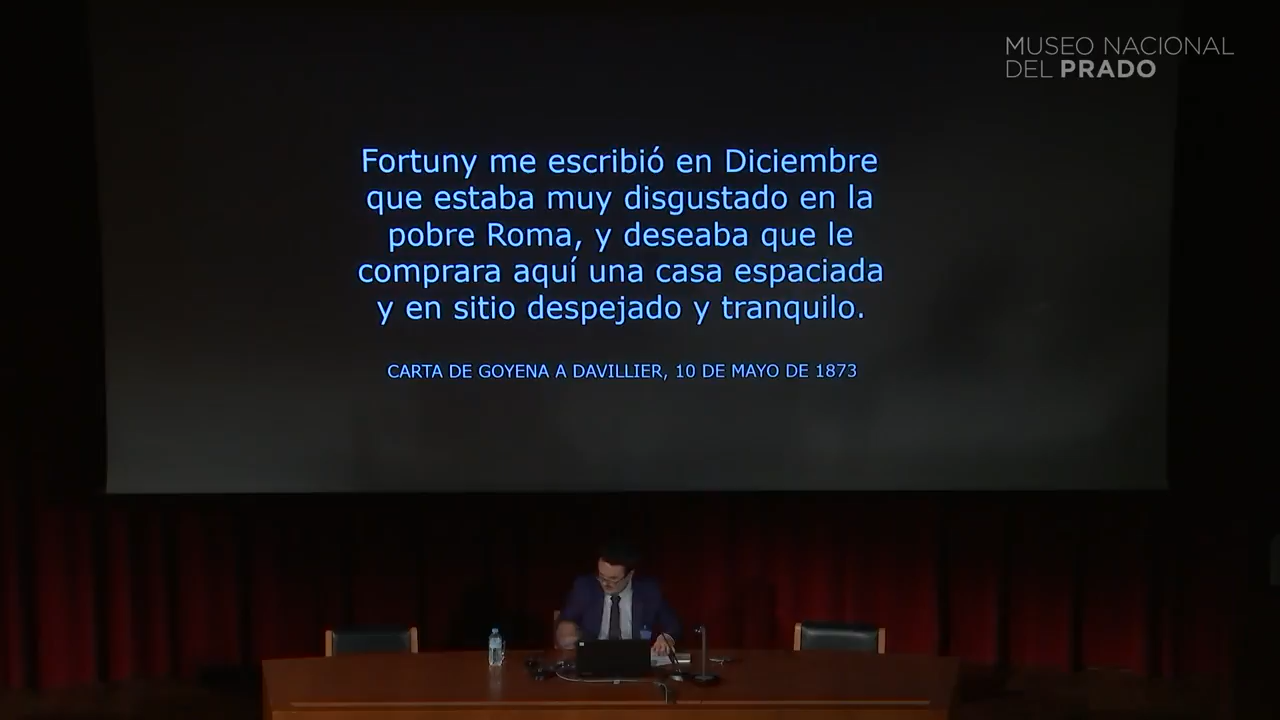 MUSEO NACIONAL
DEL PRADO
Fortuny me escribió en Diciembre
que estaba muy disgustado en la
pobre Roma, y deseaba que le
comprara aquí una casa espaciada
y en sitio despejado y tranquilo.
CARTA DE GOYENA A DAVILLIER, 10 DE MAYO DE 1873